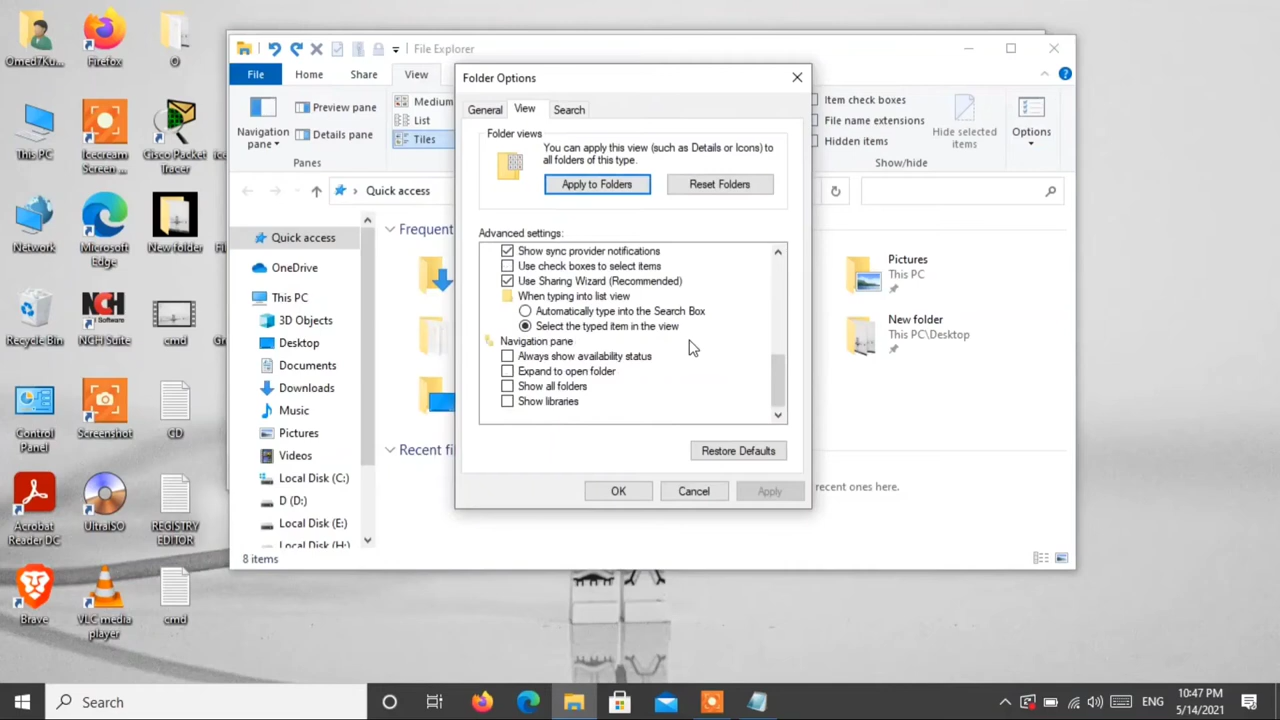 Omed7Ku...
Firefox
O
This PC
Icecream
Screen ...
Cisco Packet
Tracer
Network
Microsoft
Edge
New folder
Recycle Bin
NCH Software
NCH Suite
cmd
Control
Panel
Screenshot
CD
Acrobat
Reader DC
UltraISO
REGISTRY
EDITOR
Brave
VLC media
player
cmd
File Explorer
File
Home
Share
View
Navigation
pane
Preview pane
Details pane
Panes
Medium
List
Tiles
Item check boxes
File name extensions
Hidden items
Hide selected
items
Options
Show/hide
Quick access
Quick access
OneDrive
This PC
3D Objects
Desktop
Documents
Downloads
Music
Pictures
Videos
Local Disk (C:)
D (D:)
Local Disk (E:)
Local Disk (H:)
Frequent
Recent fi
Pictures
This PC
New folder
This PC\Desktop
recent ones here.
8 items
Folder Options
General
View
Search
Folder views
You can apply this view (such as Details or Icons) to
all folders of this type.
Apply to Folders
Reset Folders
Advanced settings:
Show sync provider notifications
Use check boxes to select items
Use Sharing Wizard (Recommended)
When typing into list view
Automatically type into the Search Box
Select the typed item in the view
Navigation pane
Always show availability status
Expand to open folder
Show all folders
Show libraries
Restore Defaults
OK
Cancel
Apply
Search
ENG
10:47 PM
5/14/2021